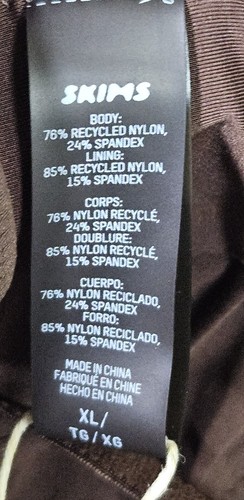 SKIMS
BODY:
76% RECYCLED NYLON,
24% SPANDEX
LINING:
85% RECYCLED NYLON,
15% SPANDEX
CORPS:
76% NYLON RECYCLÉ,
24% SPANDEX
DOUBLURE:
85% NYLON RECYCLÉ,
15% SPANDEX
CUERPO:
76% NYLON RECICLADO,
24% SPANDEX
FORRO:
85% NYLON RECICLADO,
15% SPANDEX
MADE IN CHINA
FABRIQUÉ EN CHINE
HECHO EN CHINA
XL/
TG/XG